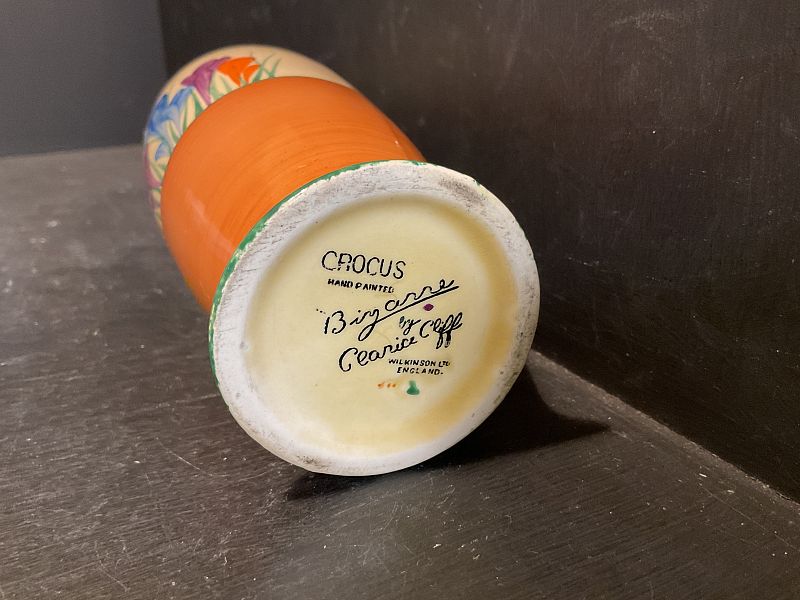 CROCUS
HAND PAINTED
Bizarre
by
Clarice Cliff
WILKINSON LTD
ENGLAND.